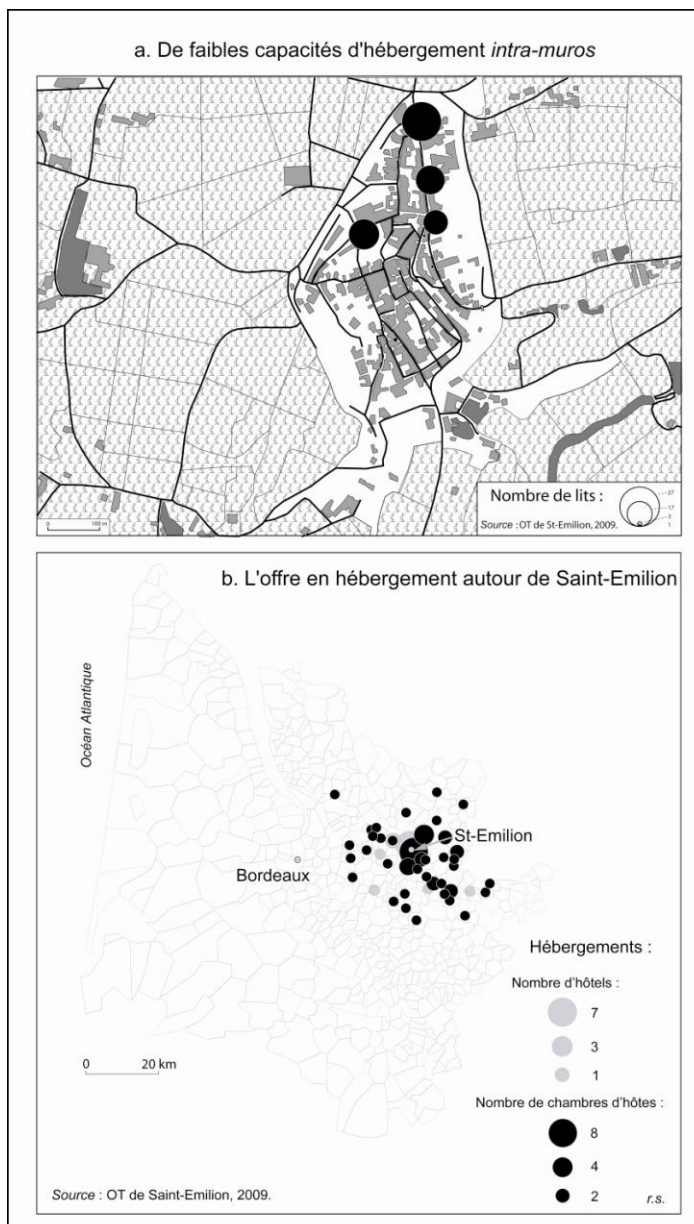 a. De faibles capacités d'hébergement intra-muros
Nombre de lits :
27
17
3
1
Source : OT de St-Emilion, 2009.
0 100 m
b. L'offre en hébergement autour de Saint-Emilion
Océan Atlantique
St-Emilion
Bordeaux
Hébergements :
Nombre d'hôtels :
7
3
1
0 20 km
Nombre de chambres d'hôtes :
8
4
2
Source : OT de Saint-Emilion, 2009.
r.s.